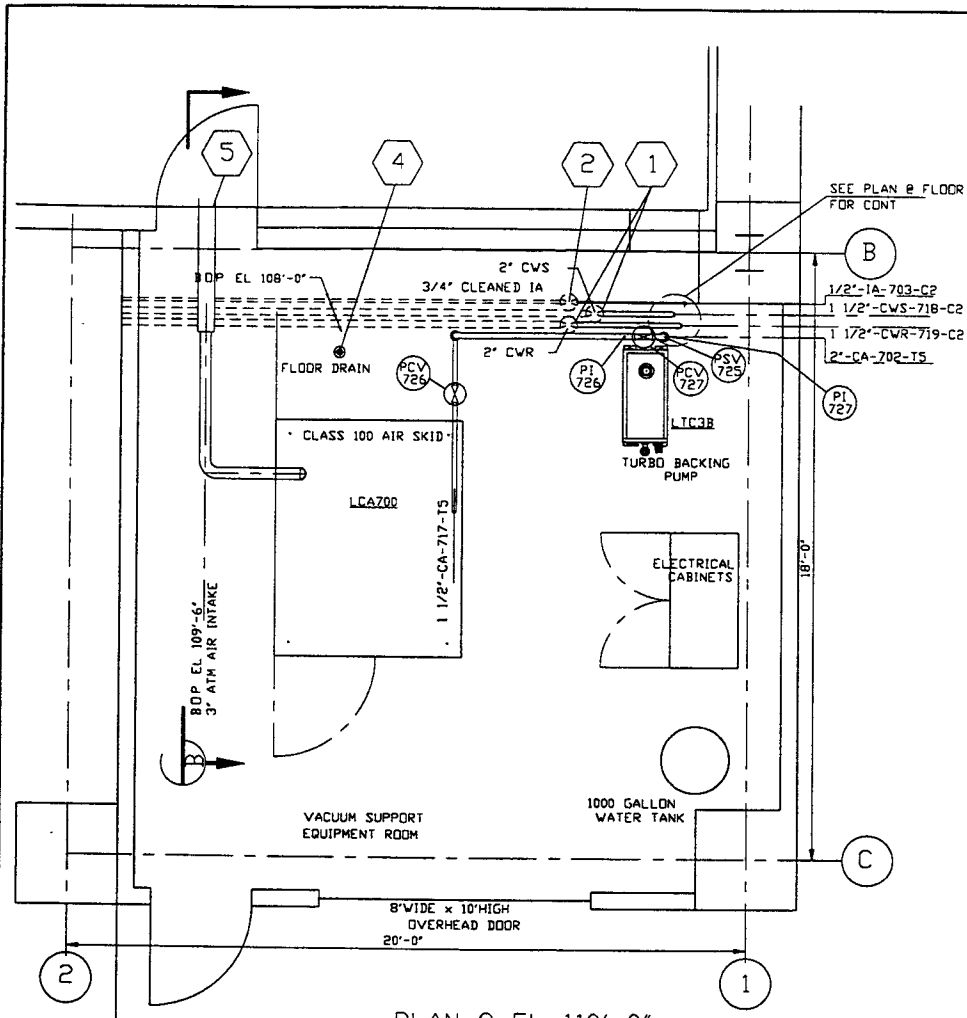 5
4
2
1
SEE PLAN @ FLOOR
FOR CONT
B
2" CWS
3/4" CLEANED IA
BOP EL 108'-0"
1/2"-IA-703-C2
1 1/2"-CWS-718-C2
1 1/2"-CWR-719-C2
2"-CA-702-T5
FLOOR DRAIN
2" CWR
PCV
726
PI
726
PCV
727
PSV
725
PI
727
LTC3B
TURBO BACKING
PUMP
CLASS 100 AIR SKID
LCA700
1 1/2"-CA-717-T5
ELECTRICAL
CABINETS
18'-0"
BOP EL 109'-6"
3" ATM AIR INTAKE
B
VACUUM SUPPORT
EQUIPMENT ROOM
1000 GALLON
WATER TANK
C
8'WIDE x 10'HIGH
OVERHEAD DOOR
20'-0"
2
1